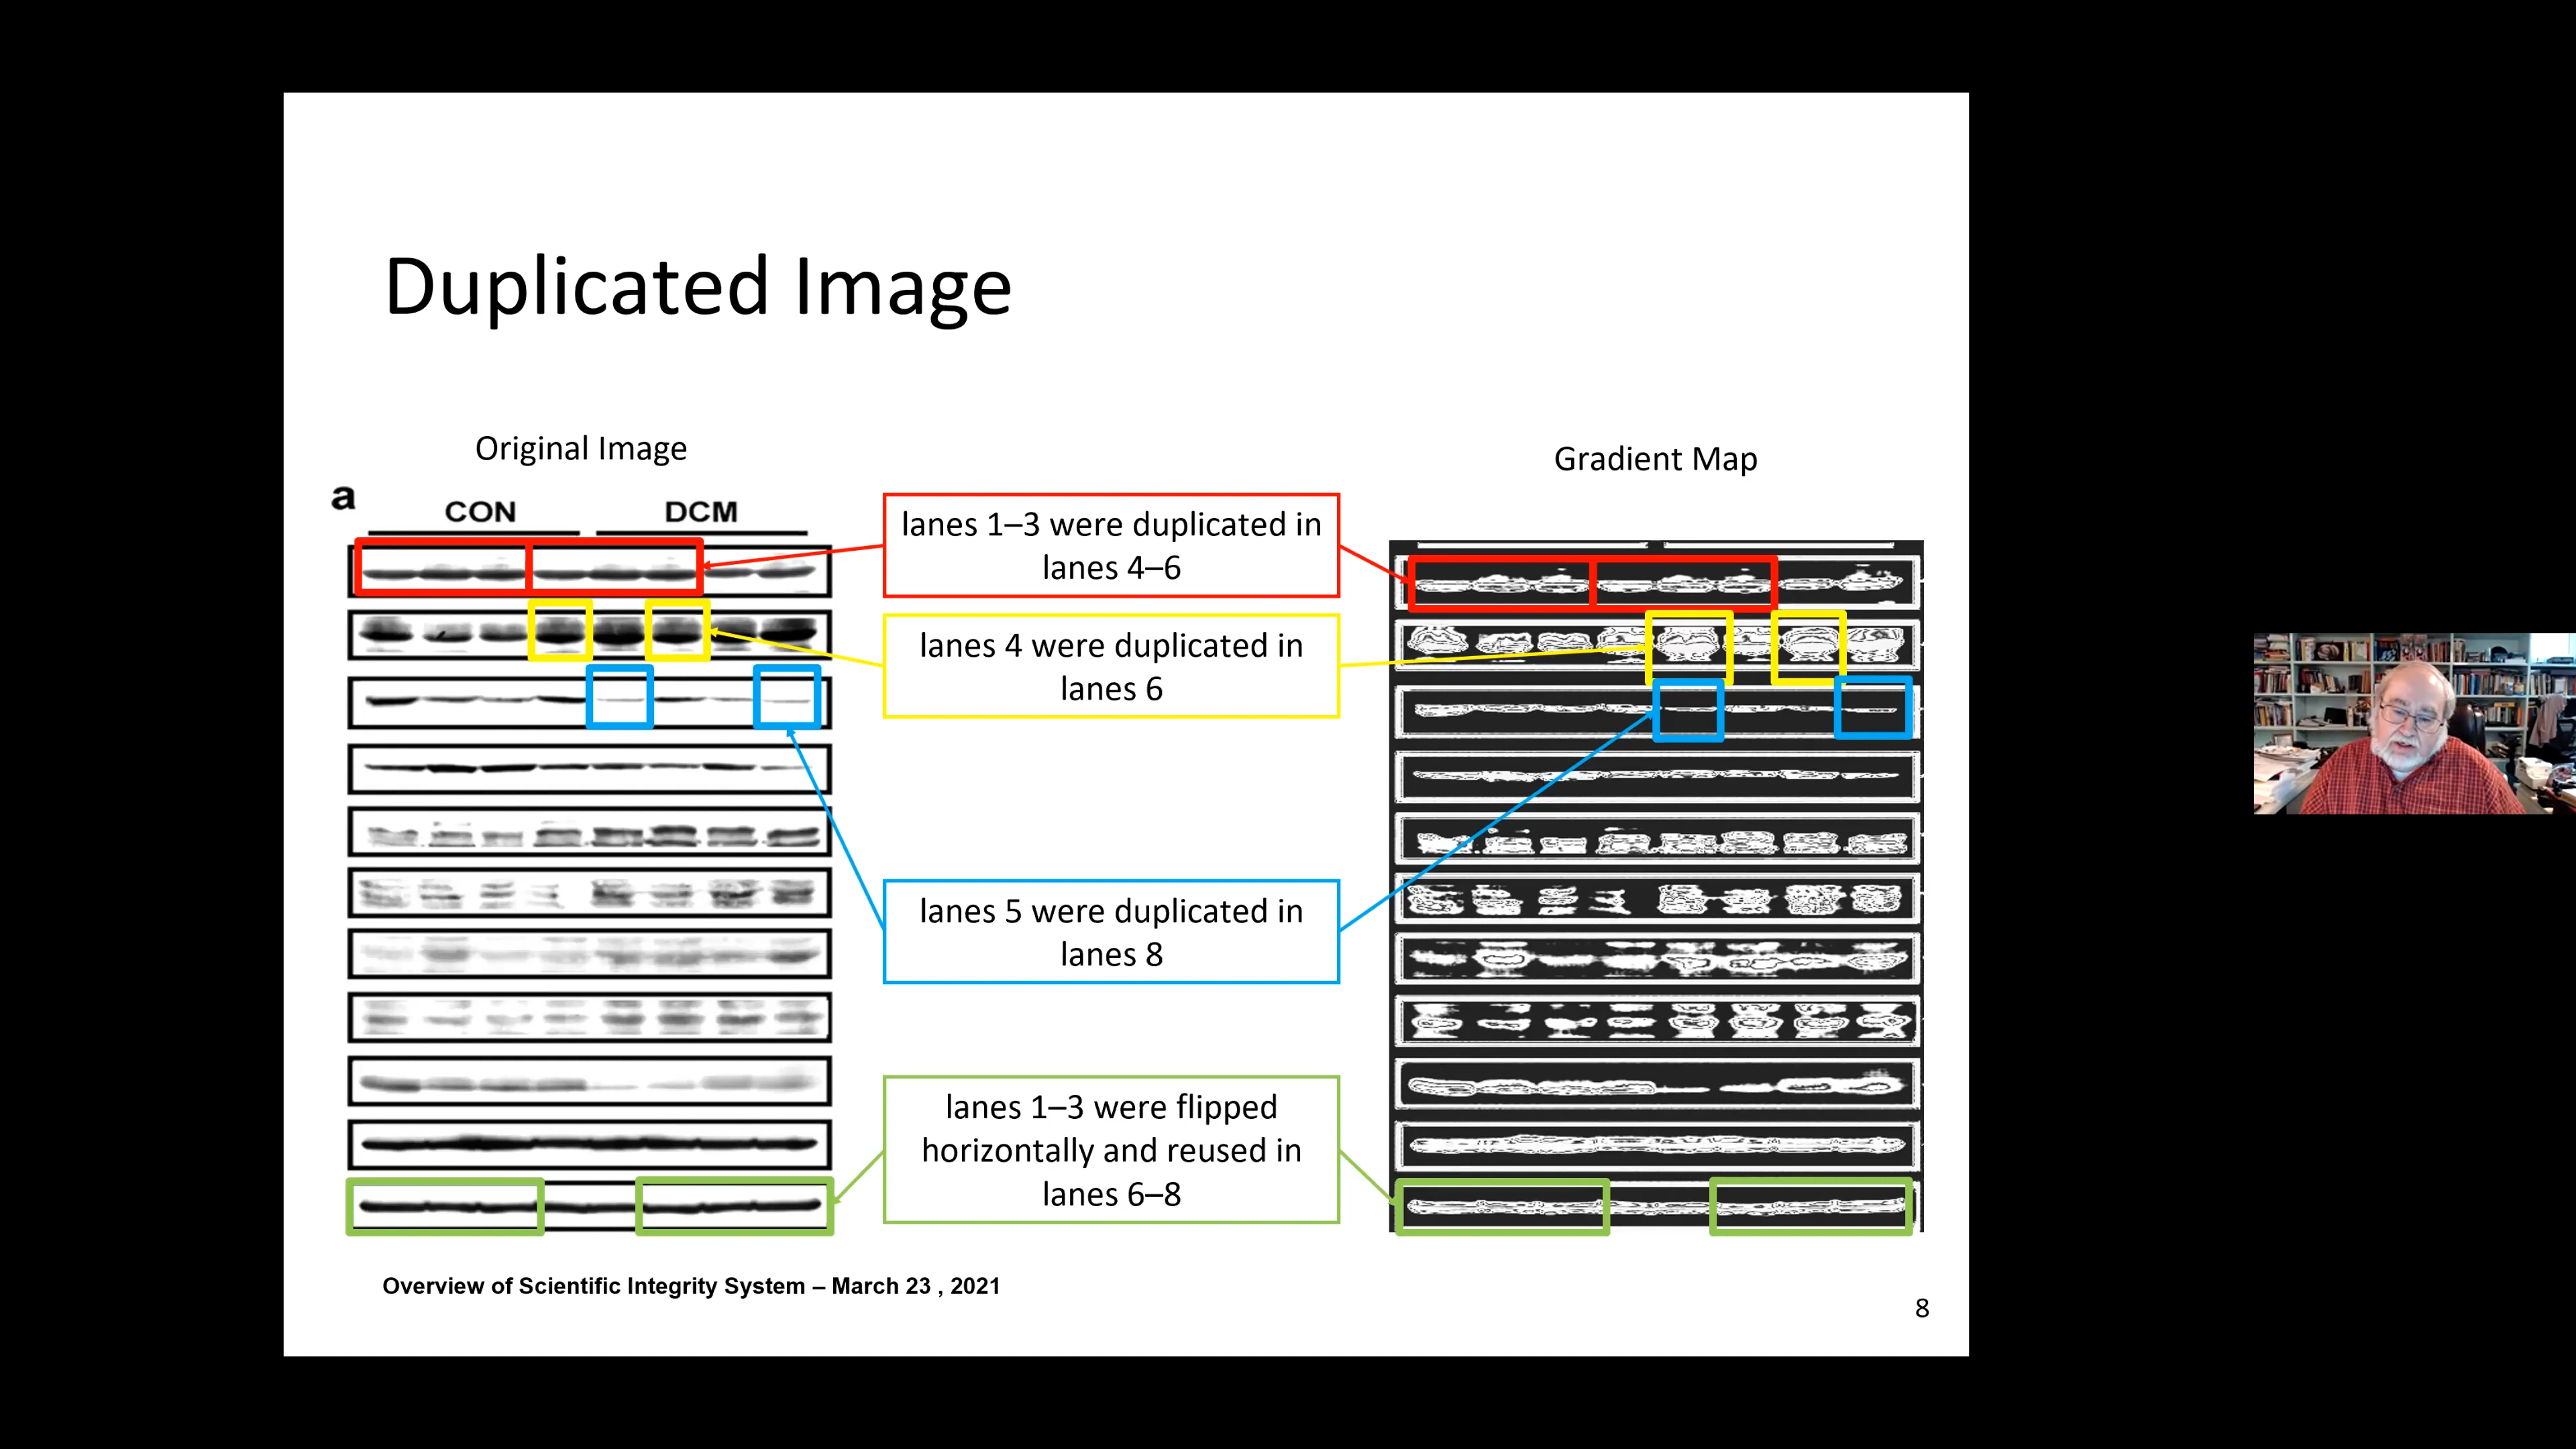 Duplicated Image
Original Image
Gradient Map
a
CON
DCM
lanes 1–3 were duplicated in
lanes 4–6
lanes 4 were duplicated in
lanes 6
lanes 5 were duplicated in
lanes 8
lanes 1–3 were flipped
horizontally and reused in
lanes 6–8
Overview of Scientific Integrity System – March 23 , 2021
8